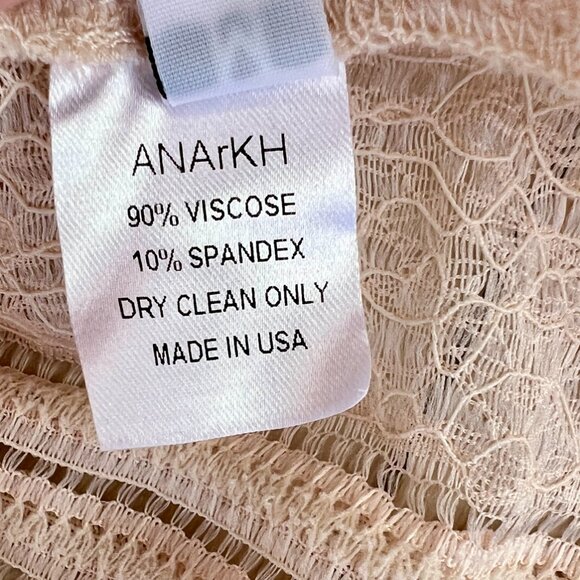 ANArKH
90% VISCOSE
10% SPANDEX
DRY CLEAN ONLY
MADE IN USA